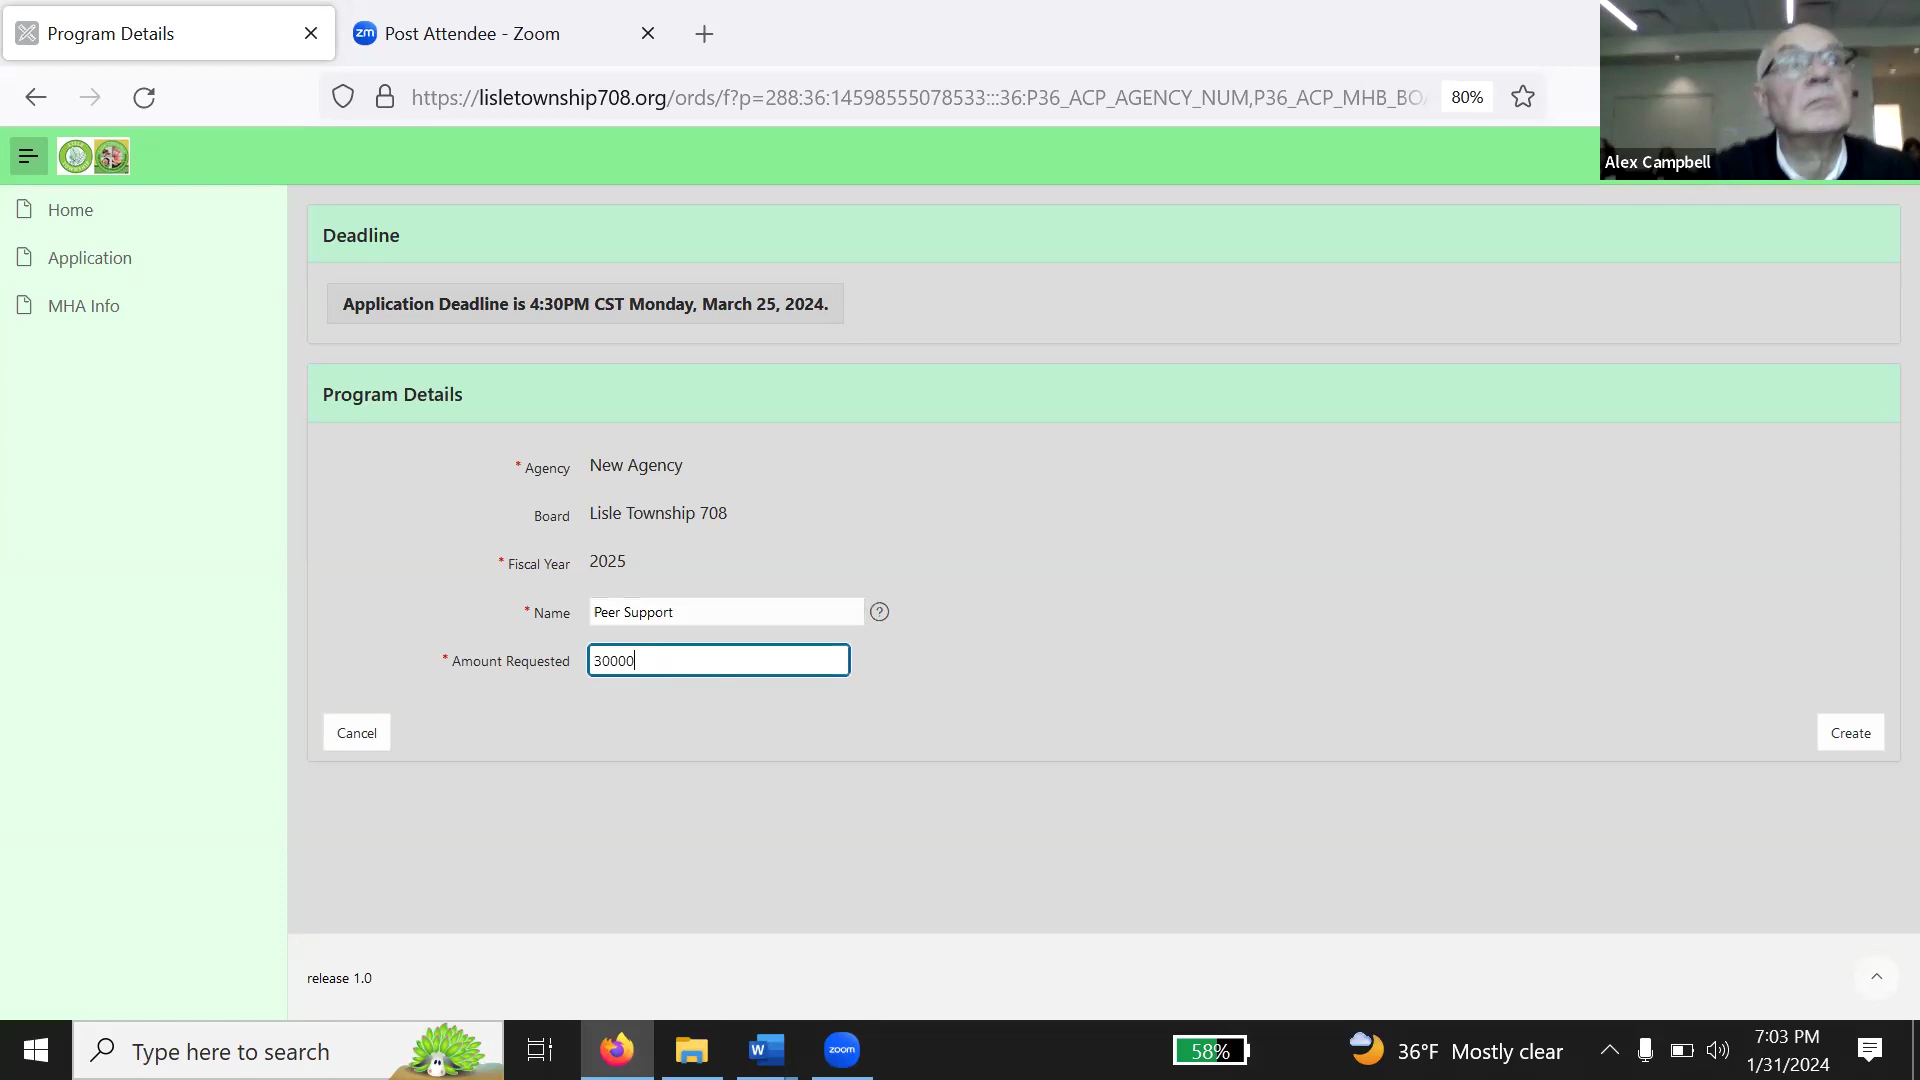 Program Details
zm Post Attendee - Zoom
https://lisletownship708.org/ords/f?p=288:36:14598555078533:::36:P36_ACP_AGENCY_NUM,P36_ACP_MHB_BO
80%
Alex Campbell
Home
Application
MHA Info
Deadline
Application Deadline is 4:30PM CST Monday, March 25, 2024.
Program Details
* Agency New Agency
Board Lisle Township 708
* Fiscal Year 2025
* Name Peer Support ?
* Amount Requested 30000
Cancel
Create
release 1.0
Type here to search
W
zoom
58%
36°F Mostly clear
7:03 PM
1/31/2024